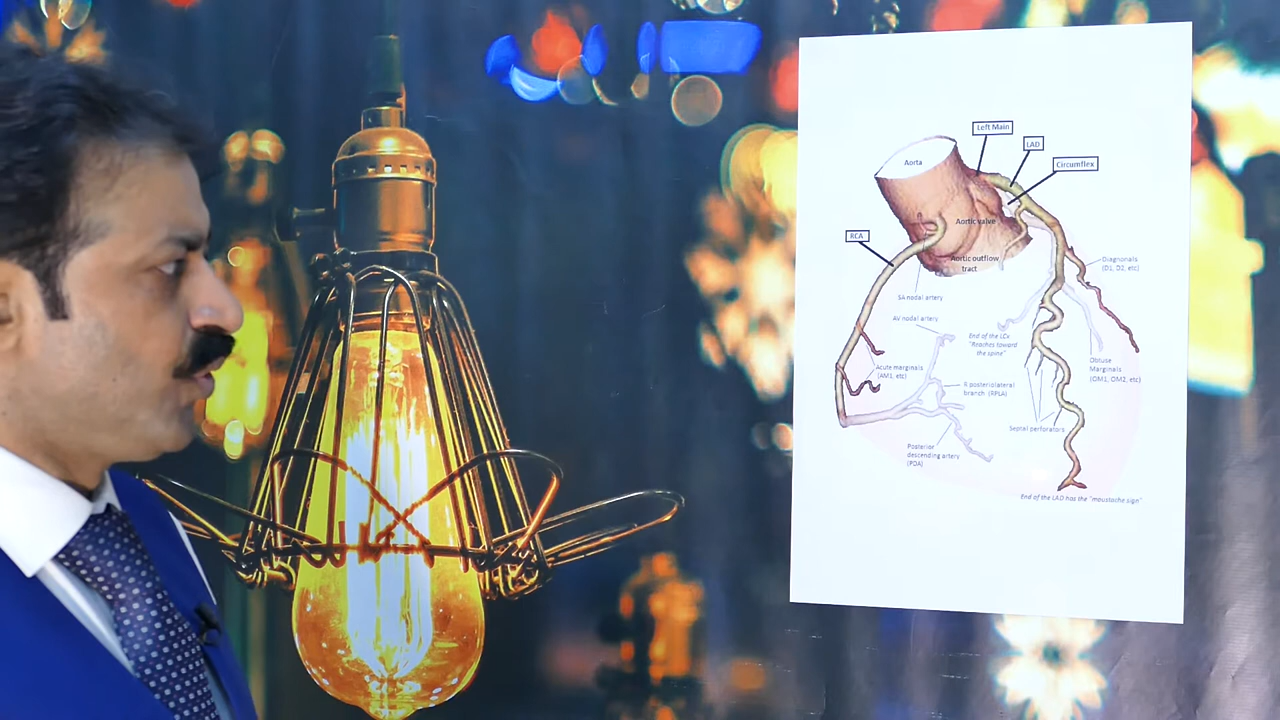 Left Main
LAD
Circumflex
Aorta
Aortic valve
RCA
Aortic outflow
tract
Diagnonals
(D1, D2, etc)
SA nodal artery
AV nodal artery
End of the LCx
"Reaches toward
the spine"
Obtuse
Marginals
(OM1, OM2, etc)
Acute marginals
(AM1, etc)
R posteriolateral
branch (RPLA)
Septal perforators
Posterior
descending artery
(PDA)
End of the LAD has the "moustache sign"